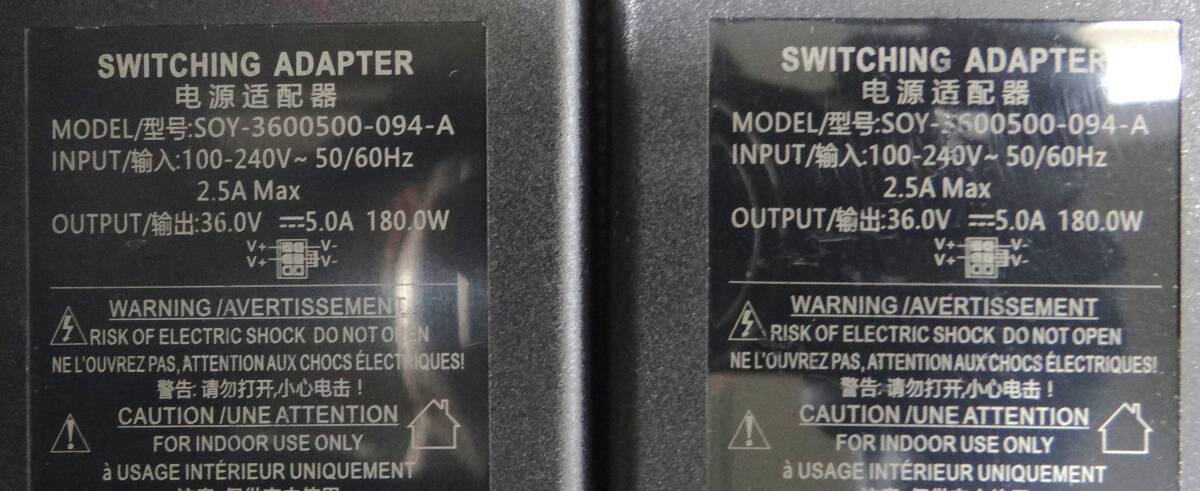 SWITCHING ADAPTER
电源适配器
MODEL/型号:SOY-3600500-094-A
INPUT/输入:100-240V~ 50/60Hz
2.5A Max
OUTPUT/输出:36.0V ⎓5.0A 180.0W
V+ V-
V+ V-
WARNING /AVERTISSEMENT
RISK OF ELECTRIC SHOCK DO NOT OPEN
NE L'OUVREZ PAS, ATTENTION AUX CHOCS ÉLECTRIQUES!
警告: 请勿打开,小心电击！
CAUTION /UNE ATTENTION
FOR INDOOR USE ONLY
à USAGE INTÉRIEUR UNIQUEMENT
SWITCHING ADAPTER
电源适配器
MODEL/型号:SOY-3600500-094-A
INPUT/输入:100-240V~ 50/60Hz
2.5A Max
OUTPUT/输出:36.0V ⎓5.0A 180.0W
V+ V-
V+ V-
WARNING /AVERTISSEMENT
RISK OF ELECTRIC SHOCK DO NOT OPEN
NE L'OUVREZ PAS, ATTENTION AUX CHOCS ÉLECTRIQUES!
警告: 请勿打开,小心电击！
CAUTION /UNE ATTENTION
FOR INDOOR USE ONLY
à USAGE INTÉRIEUR UNIQUEMENT